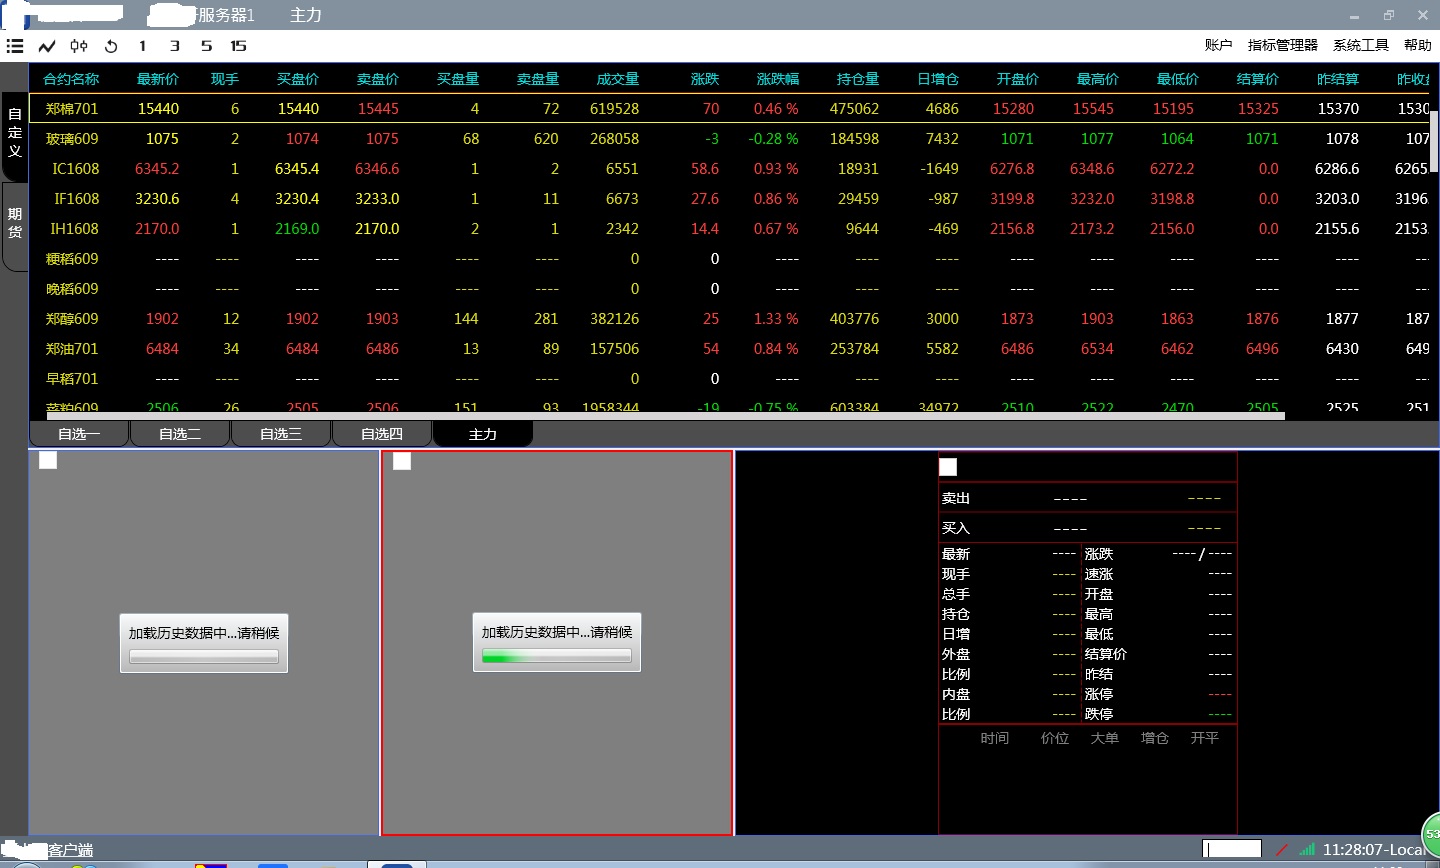 服务器1 主力
1 3 5 15 账户 指标管理器 系统工具 帮助
合约名称 最新价 现手 买盘价 卖盘价 买盘量 卖盘量 成交量 涨跌 涨跌幅 持仓量 日增仓 开盘价 最高价 最低价 结算价 昨结算 昨收盘
郑棉701 15440 6 15440 15445 4 72 619528 70 0.46 % 475062 4686 15280 15545 15195 15325 15370 1530
玻璃609 1075 2 1074 1075 68 620 268058 -3 -0.28 % 184598 7432 1071 1077 1064 1071 1078 107
IC1608 6345.2 1 6345.4 6346.6 1 2 6551 58.6 0.93 % 18931 -1649 6276.8 6348.6 6272.2 0.0 6286.6 6265.
IF1608 3230.6 4 3230.4 3233.0 1 11 6673 27.6 0.86 % 29459 -987 3199.8 3232.0 3198.8 0.0 3203.0 3196.
IH1608 2170.0 1 2169.0 2170.0 2 1 2342 14.4 0.67 % 9644 -469 2156.8 2173.2 2156.0 0.0 2155.6 2153.
粳稻609 ---- ---- ---- ---- ---- ---- 0 0 ---- ---- ---- ---- ---- ---- ---- ---- --
晚稻609 ---- ---- ---- ---- ---- ---- 0 0 ---- ---- ---- ---- ---- ---- ---- ---- --
郑醇609 1902 12 1902 1903 144 281 382126 25 1.33 % 403776 3000 1873 1903 1863 1876 1877 187
郑油701 6484 34 6484 6486 13 89 157506 54 0.84 % 253784 5582 6486 6534 6462 6496 6430 649
早稻701 ---- ---- ---- ---- ---- ---- 0 0 ---- ---- ---- ---- ---- ---- ---- ---- --
菜粕609 2506 26 2505 2506 151 93 1958344 -19 -0.75 % 603384 34972 2510 2522 2470 2505 2525 251
自选一 自选二 自选三 自选四 主力
自定义
期货
加载历史数据中...请稍候
加载历史数据中...请稍候
卖出 ---- ----
买入 ---- ----
最新 ---- 涨跌 ----/----
现手 ---- 速涨 ----
总手 ---- 开盘 ----
持仓 ---- 最高 ----
日增 ---- 最低 ----
外盘 ---- 结算价 ----
比例 ---- 昨结 ----
内盘 ---- 涨停 ----
比例 ---- 跌停 ----
时间 价位 大单 增仓 开平
客户端 11:28:07-Local
53